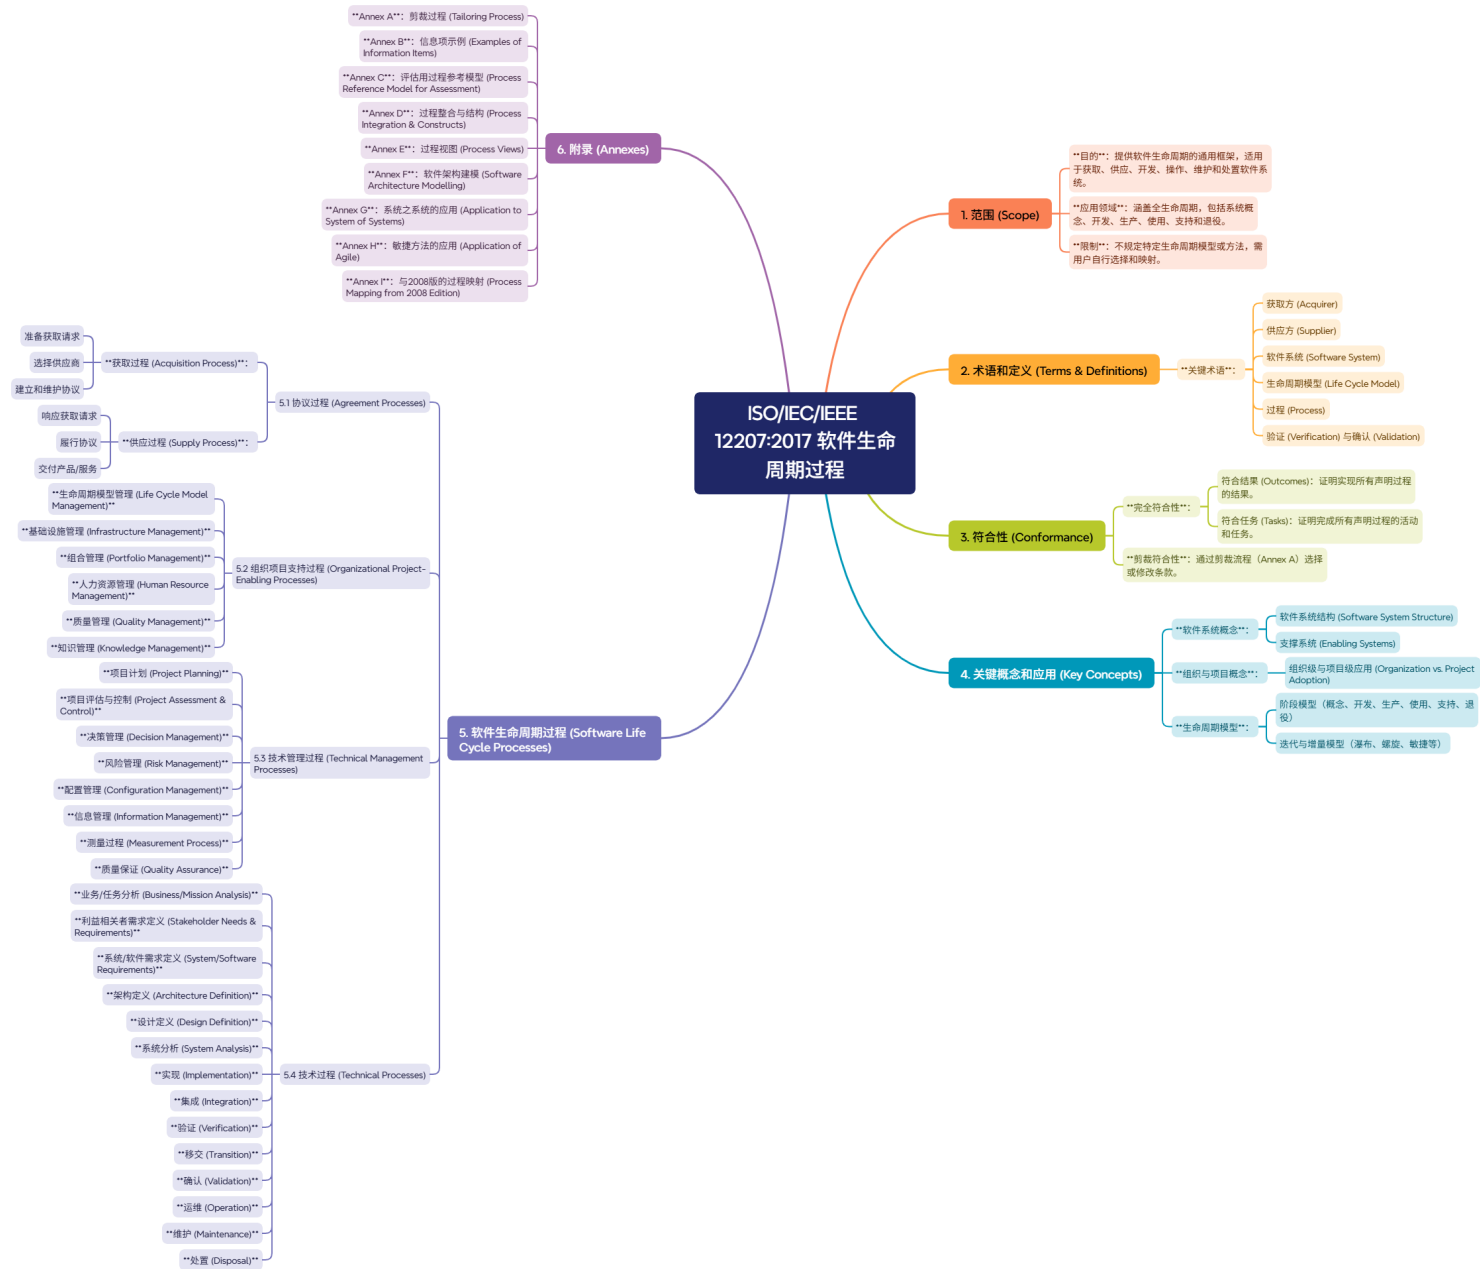 ISO/IEC/IEEE
12207:2017 软件生命
周期过程
1. 范围 (Scope)
**目的**：提供软件生命周期的通用框架，适用
于获取、供应、开发、操作、维护和处置软件系
统。
**应用领域**：涵盖全生命周期，包括系统概
念、开发、生产、使用、支持和退役。
**限制**：不规定特定生命周期模型或方法，需
用户自行选择和映射。
2. 术语和定义 (Terms & Definitions)
**关键术语**：
获取方 (Acquirer)
供应方 (Supplier)
软件系统 (Software System)
生命周期模型 (Life Cycle Model)
过程 (Process)
验证 (Verification) 与确认 (Validation)
3. 符合性 (Conformance)
**完全符合性**：
符合结果 (Outcomes)：证明实现所有声明过程
的结果。
符合任务 (Tasks)：证明完成所有声明过程的活动
和任务。
**剪裁符合性**：通过剪裁流程（Annex A）选择
或修改条款。
4. 关键概念和应用 (Key Concepts)
**软件系统概念**：
软件系统结构 (Software System Structure)
支撑系统 (Enabling Systems)
**组织与项目概念**：
组织级与项目级应用 (Organization vs. Project
Adoption)
**生命周期模型**：
阶段模型（概念、开发、生产、使用、支持、退
役）
迭代与增量模型（瀑布、螺旋、敏捷等）
5. 软件生命周期过程 (Software Life
Cycle Processes)
5.1 协议过程 (Agreement Processes)
**获取过程 (Acquisition Process)**：
准备获取请求
选择供应商
建立和维护协议
**供应过程 (Supply Process)**：
响应获取请求
履行协议
交付产品/服务
5.2 组织项目支持过程 (Organizational Project-
Enabling Processes)
**生命周期模型管理 (Life Cycle Model
Management)**
**基础设施管理 (Infrastructure Management)**
**组合管理 (Portfolio Management)**
**人力资源管理 (Human Resource
Management)**
**质量管理 (Quality Management)**
**知识管理 (Knowledge Management)**
5.3 技术管理过程 (Technical Management
Processes)
**项目计划 (Project Planning)**
**项目评估与控制 (Project Assessment &
Control)**
**决策管理 (Decision Management)**
**风险管理 (Risk Management)**
**配置管理 (Configuration Management)**
**信息管理 (Information Management)**
**测量过程 (Measurement Process)**
**质量保证 (Quality Assurance)**
5.4 技术过程 (Technical Processes)
**业务/任务分析 (Business/Mission Analysis)**
**利益相关者需求定义 (Stakeholder Needs &
Requirements)**
**系统/软件需求定义 (System/Software
Requirements)**
**架构定义 (Architecture Definition)**
**设计定义 (Design Definition)**
**系统分析 (System Analysis)**
**实现 (Implementation)**
**集成 (Integration)**
**验证 (Verification)**
**移交 (Transition)**
**确认 (Validation)**
**运维 (Operation)**
**维护 (Maintenance)**
**处置 (Disposal)**
6. 附录 (Annexes)
**Annex A**：剪裁过程 (Tailoring Process)
**Annex B**：信息项示例 (Examples of
Information Items)
**Annex C**：评估用过程参考模型 (Process
Reference Model for Assessment)
**Annex D**：过程整合与结构 (Process
Integration & Constructs)
**Annex E**：过程视图 (Process Views)
**Annex F**：软件架构建模 (Software
Architecture Modelling)
**Annex G**：系统之系统的应用 (Application to
System of Systems)
**Annex H**：敏捷方法的应用 (Application of
Agile)
**Annex I**：与2008版的过程映射 (Process
Mapping from 2008 Edition)